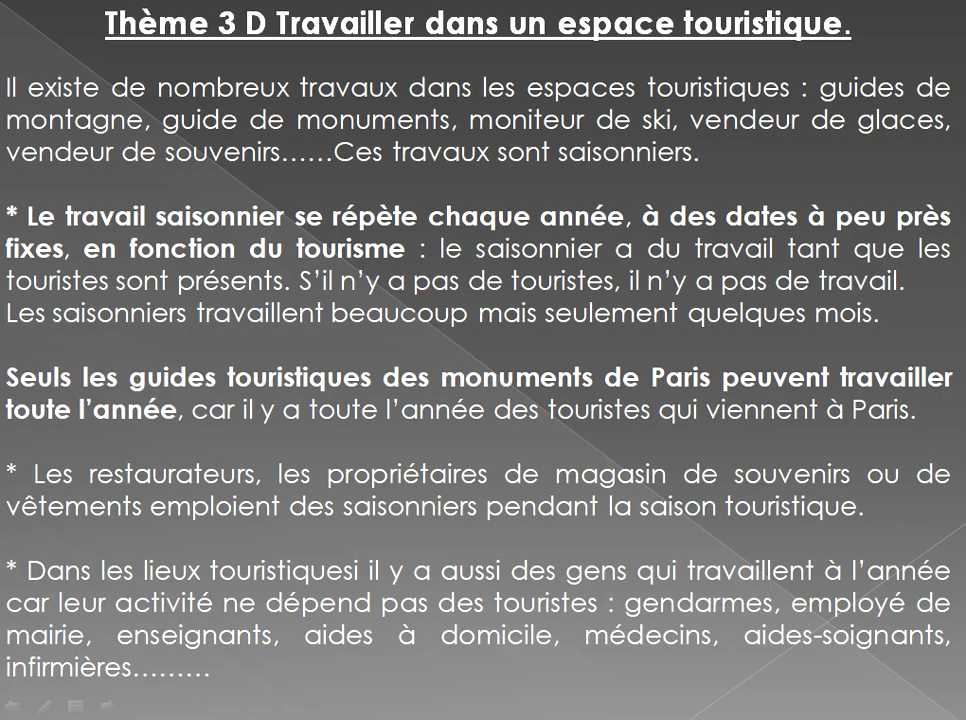 Thème 3 D Travailler dans un espace touristique.
Il existe de nombreux travaux dans les espaces touristiques : guides de
montagne, guide de monuments, moniteur de ski, vendeur de glaces,
vendeur de souvenirs……Ces travaux sont saisonniers.
* Le travail saisonnier se répète chaque année, à des dates à peu près
fixes, en fonction du tourisme : le saisonnier a du travail tant que les
touristes sont présents. S’il n’y a pas de touristes, il n’y a pas de travail.
Les saisonniers travaillent beaucoup mais seulement quelques mois.
Seuls les guides touristiques des monuments de Paris peuvent travailler
toute l’année, car il y a toute l’année des touristes qui viennent à Paris.
* Les restaurateurs, les propriétaires de magasin de souvenirs ou de
vêtements emploient des saisonniers pendant la saison touristique.
* Dans les lieux touristiquesi il y a aussi des gens qui travaillent à l’année
car leur activité ne dépend pas des touristes : gendarmes, employé de
mairie, enseignants, aides à domicile, médecins, aides-soignants,
infirmières………